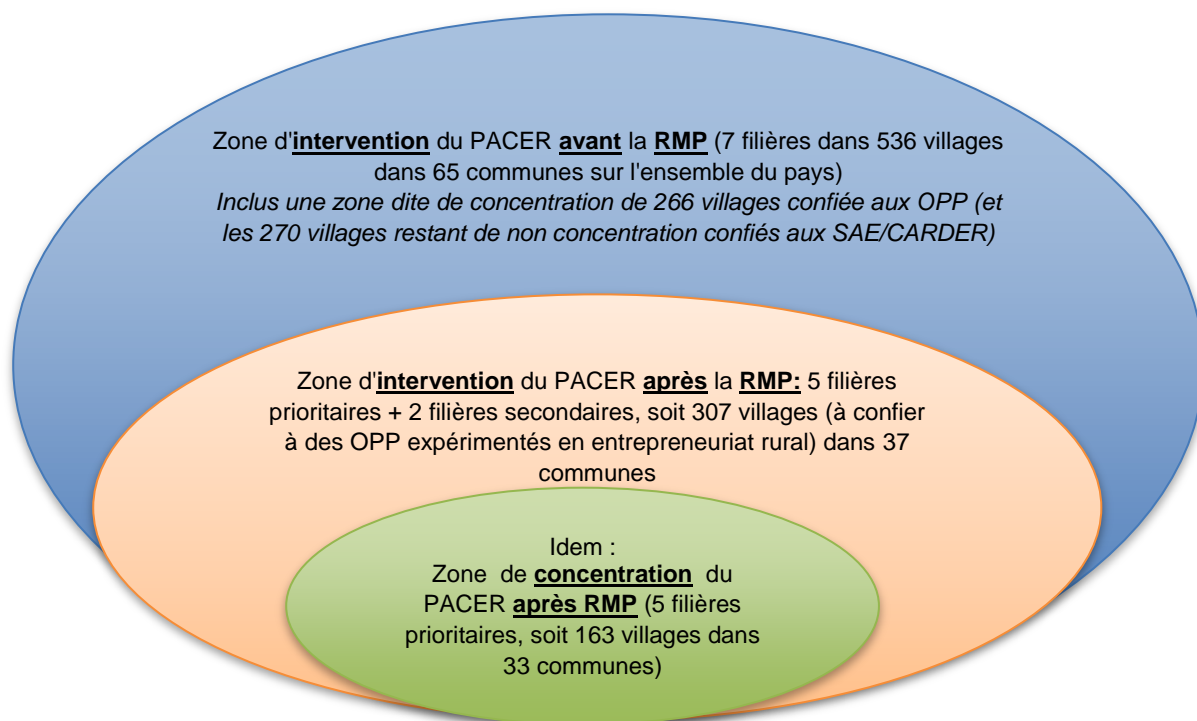 Zone d'intervention du PACER avant la RMP (7 filières dans 536 villages
dans 65 communes sur l'ensemble du pays)
Inclus une zone dite de concentration de 266 villages confiée aux OPP (et
les 270 villages restant de non concentration confiés aux SAE/CARDER)
Zone d'intervention du PACER après la RMP: 5 filières
prioritaires + 2 filières secondaires, soit 307 villages (à confier
à des OPP expérimentés en entrepreneuriat rural) dans 37
communes
Idem :
Zone de concentration du
PACER après RMP (5 filières
prioritaires, soit 163 villages dans
33 communes)